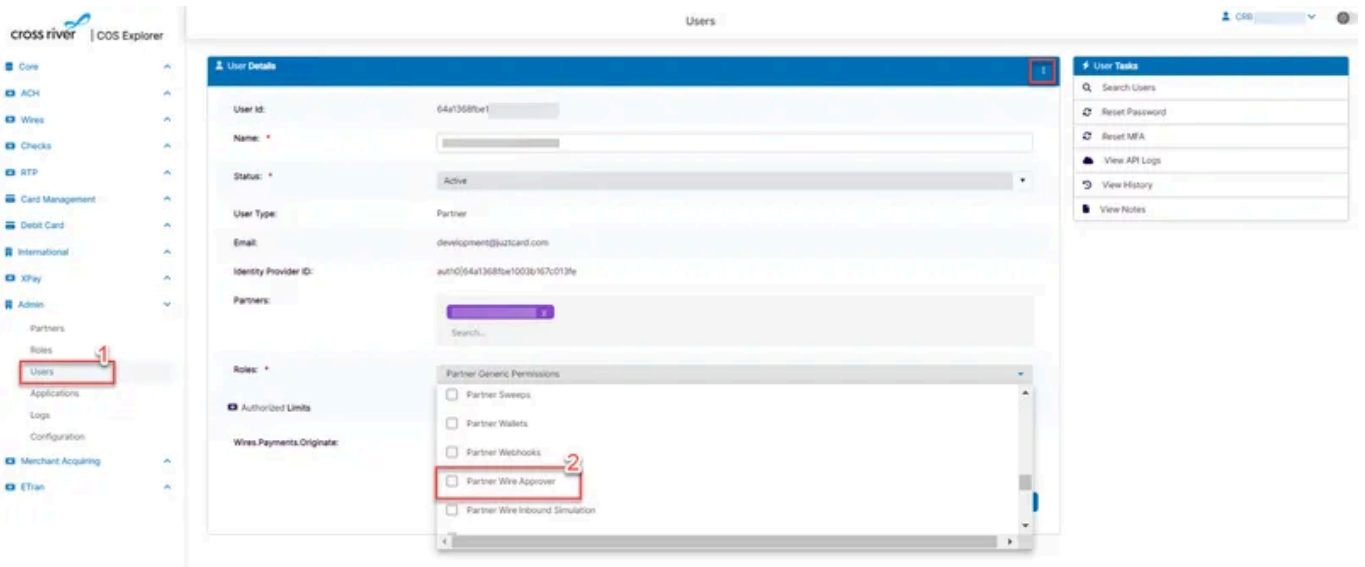 cross river | COS Explorer
Users
CRB
Core
ACH
Wires
Checks
RTP
Card Management
Debit Card
International
XPay
Admin
Partners
Roles
1
Users
Applications
Logs
Configuration
Merchant Acquiring
ETran
User Details
User Id: 64a1368fbe1
Name: *
Status: * Active
User Type: Partner
Email: development@juztcard.com
Identity Provider ID: auth0|64a1368fbe1003b167c013fe
Partners:
x
Search...
Roles: * Partner Generic Permissions
Partner Sweeps
Authorized Limits
Partner Wallets
Wires.Payments.Originate:
Partner Webhooks
2
Partner Wire Approver
Partner Wire Inbound Simulation
User Tasks
Search Users
Reset Password
Reset MFA
View API Logs
View History
View Notes